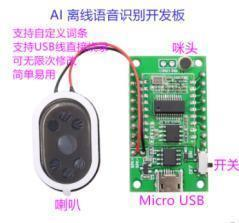 AI 离线语音识别开发板
支持自定义词条
支持USB线直接烧录
可无限次修改
简单易用
咪头
开关
Micro USB
喇叭